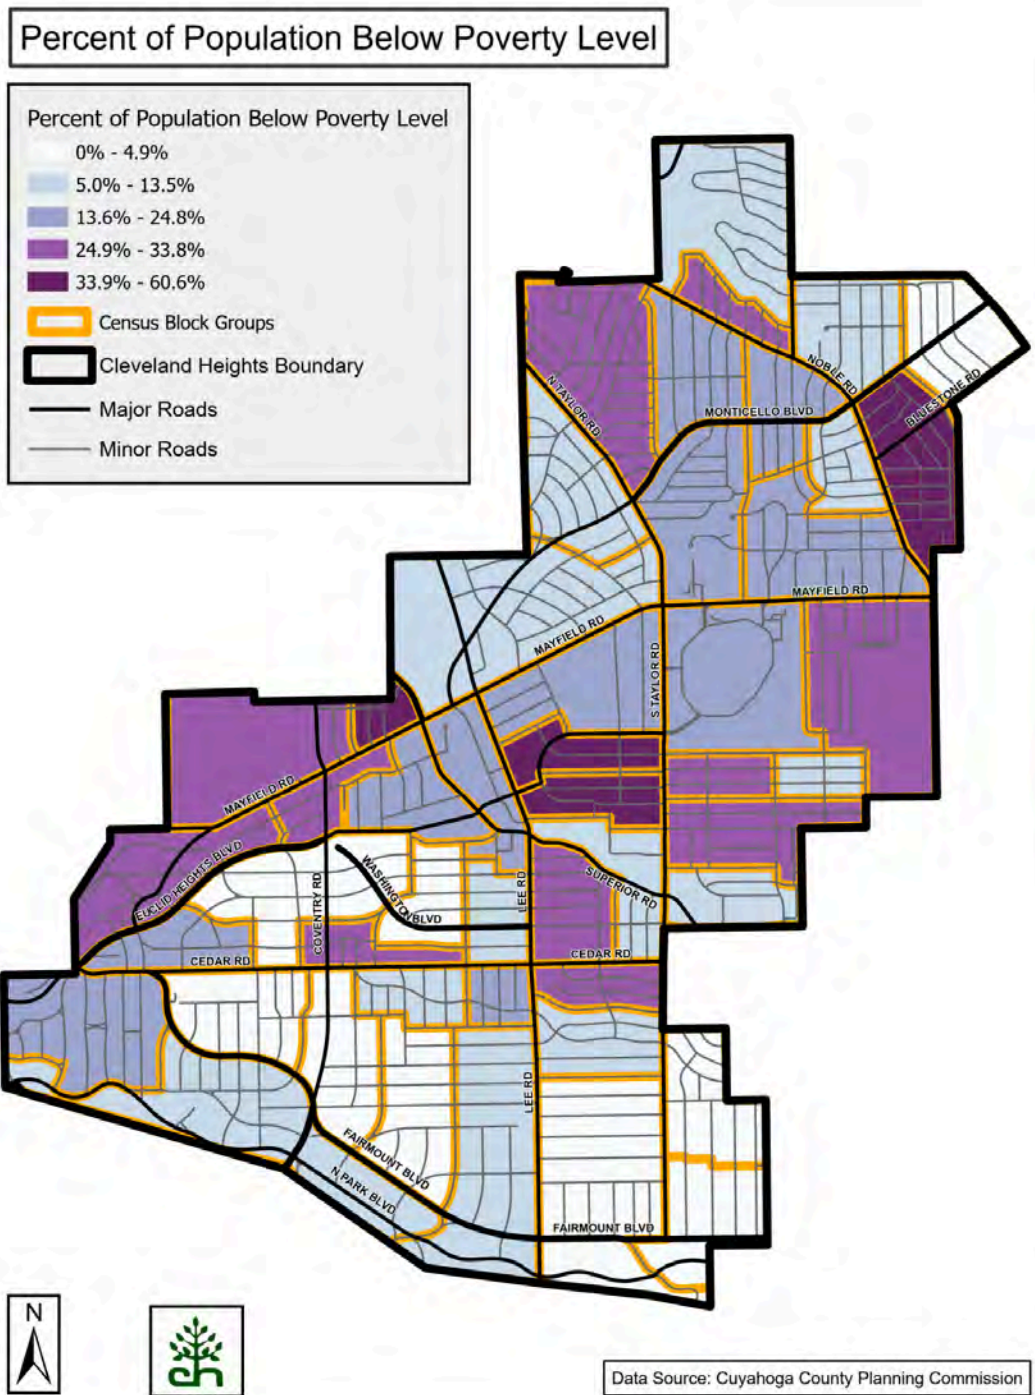 Percent of Population Below Poverty Level
Percent of Population Below Poverty Level
0% - 4.9%
5.0% - 13.5%
13.6% - 24.8%
24.9% - 33.8%
33.9% - 60.6%
Census Block Groups
Cleveland Heights Boundary
Major Roads
Minor Roads
NOBLE RD
BLUESTONE RD
N TAYLOR RD
MONTICELLO BLVD
MAYFIELD RD
MAYFIELD RD
S TAYLOR RD
MAYFIELD RD
EUCLID HEIGHTS BLVD
WASHINGTON BLVD
COVENTRY RD
LEE RD
SUPERIOR RD
CEDAR RD
CEDAR RD
LEE RD
FAIRMOUNT BLVD
N PARK BLVD
FAIRMOUNT BLVD
N
ch
Data Source: Cuyahoga County Planning Commission